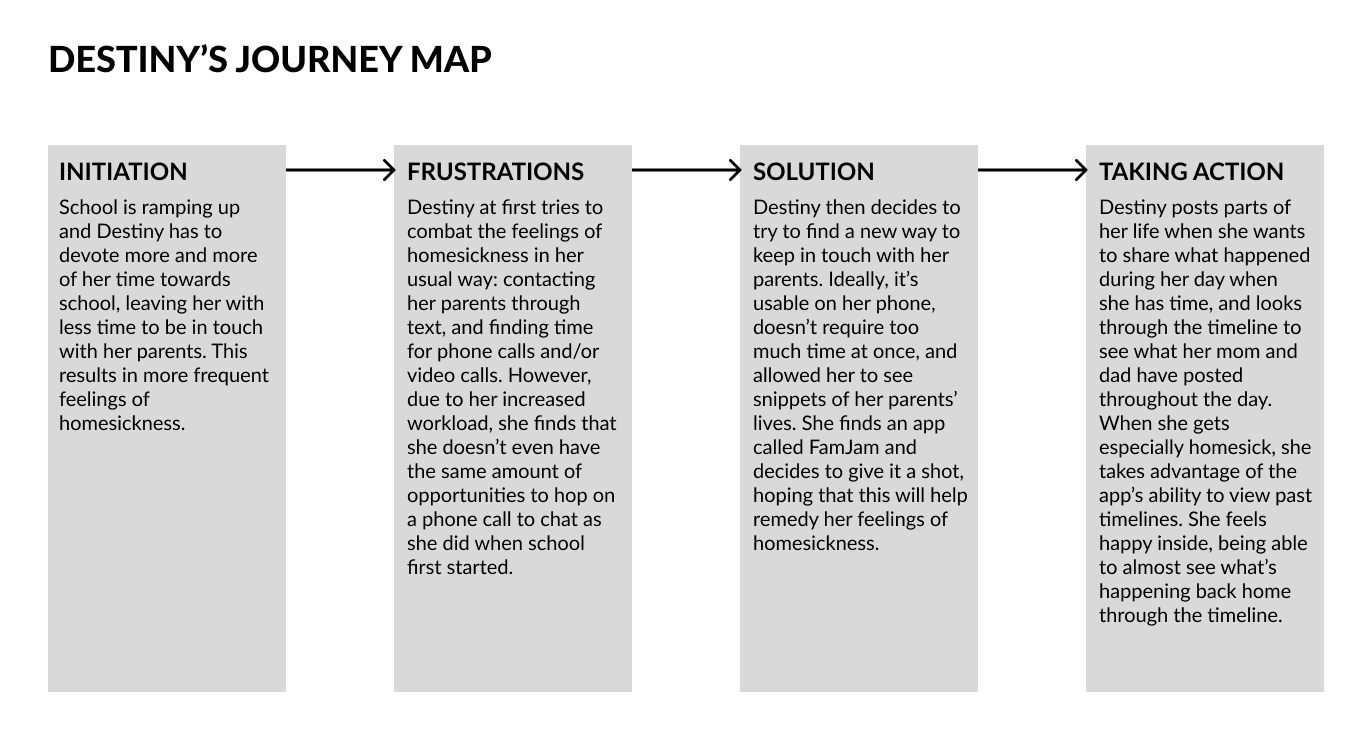 DESTINY’S JOURNEY MAP
INITIATION
School is ramping up
and Destiny has to
devote more and more
of her time towards
school, leaving her with
less time to be in touch
with her parents. This
results in more frequent
feelings of
homesickness.
FRUSTRATIONS
Destiny at first tries to
combat the feelings of
homesickness in her
usual way: contacting
her parents through
text, and finding time
for phone calls and/or
video calls. However,
due to her increased
workload, she finds that
she doesn’t even have
the same amount of
opportunities to hop on
a phone call to chat as
she did when school
first started.
SOLUTION
Destiny then decides to
try to find a new way to
keep in touch with her
parents. Ideally, it’s
usable on her phone,
doesn’t require too
much time at once, and
allowed her to see
snippets of her parents’
lives. She finds an app
called FamJam and
decides to give it a shot,
hoping that this will help
remedy her feelings of
homesickness.
TAKING ACTION
Destiny posts parts of
her life when she wants
to share what happened
during her day when
she has time, and looks
through the timeline to
see what her mom and
dad have posted
throughout the day.
When she gets
especially homesick, she
takes advantage of the
app’s ability to view past
timelines. She feels
happy inside, being able
to almost see what’s
happening back home
through the timeline.